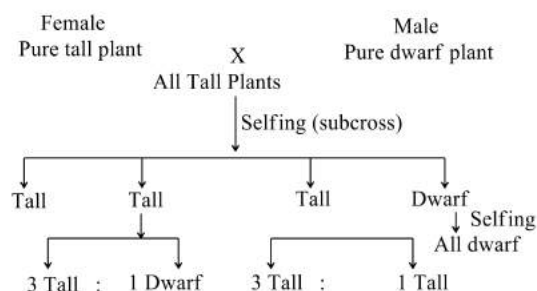 Female Male
Pure tall plant Pure dwarf plant
X
All Tall Plants
Selfing (subcross)
Tall Tall Tall Dwarf
Selfing
All dwarf
3 Tall : 1 Dwarf 3 Tall : 1 Tall